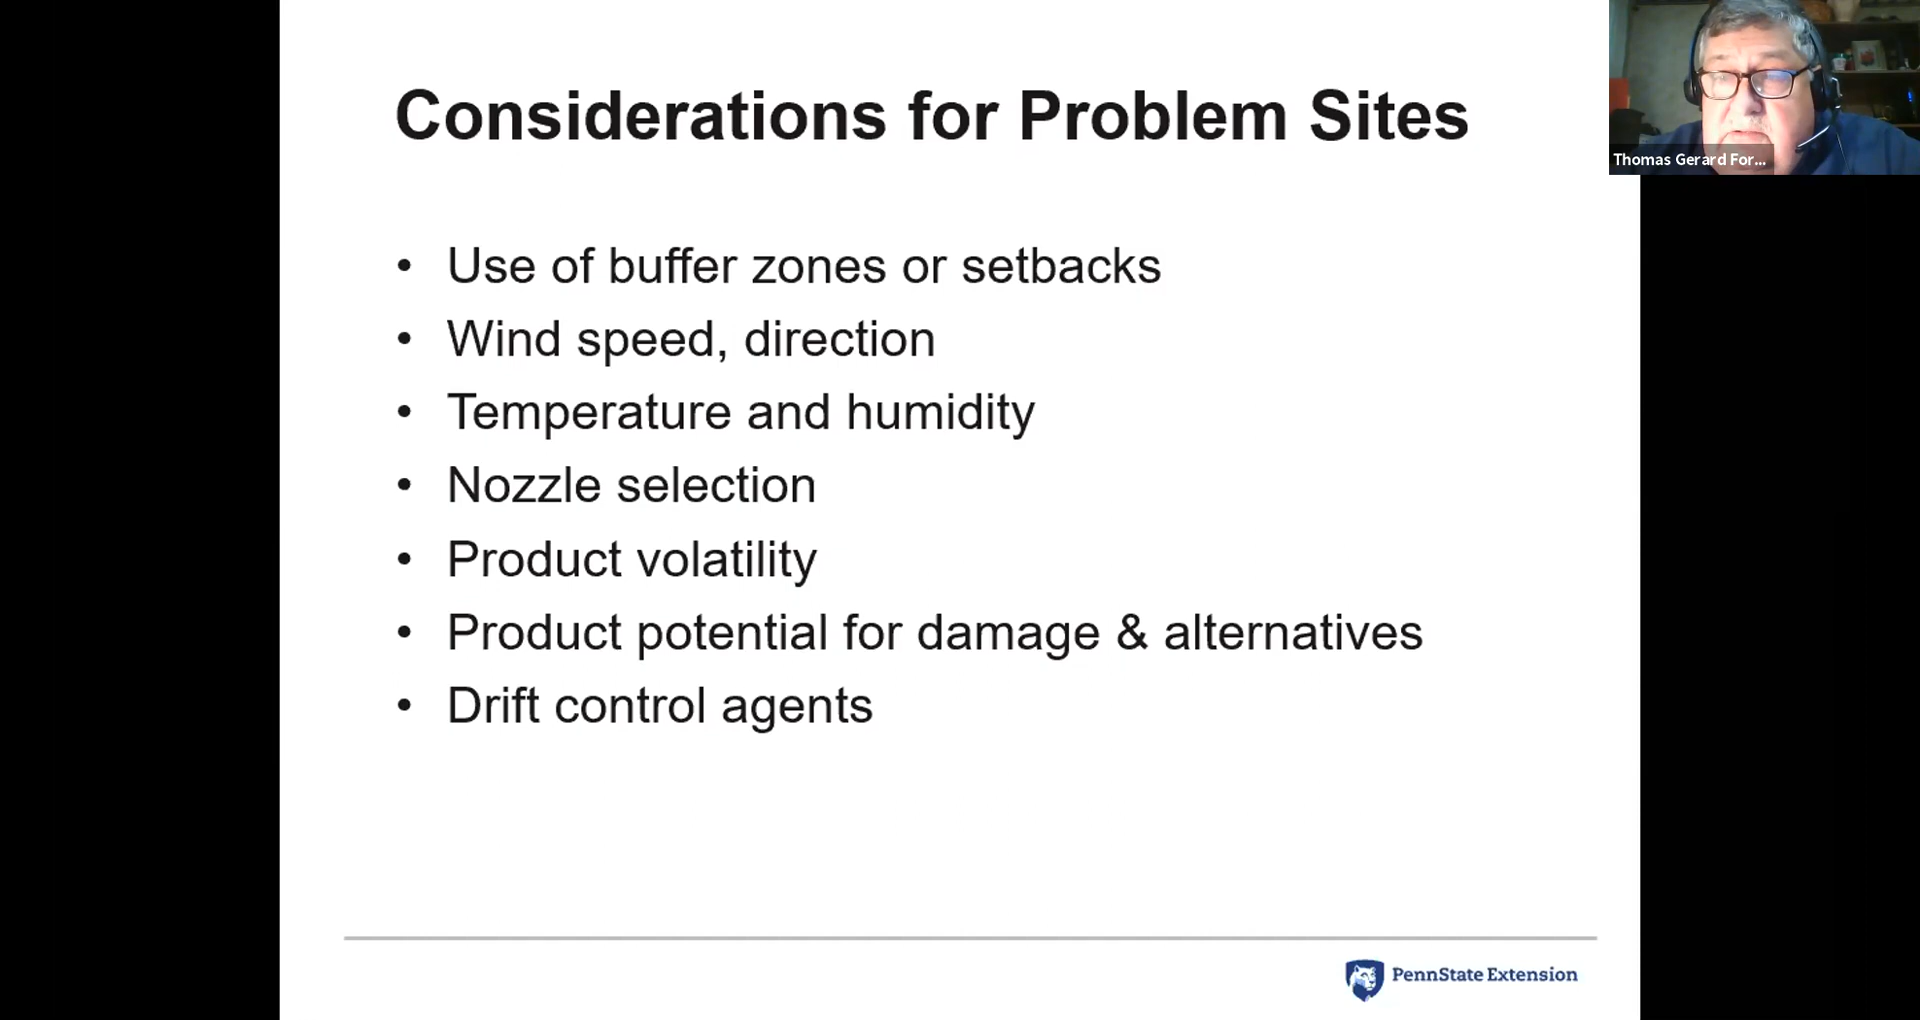 Considerations for Problem Sites
Thomas Gerard For...
• Use of buffer zones or setbacks
• Wind speed, direction
• Temperature and humidity
• Nozzle selection
• Product volatility
• Product potential for damage & alternatives
• Drift control agents
PennState Extension